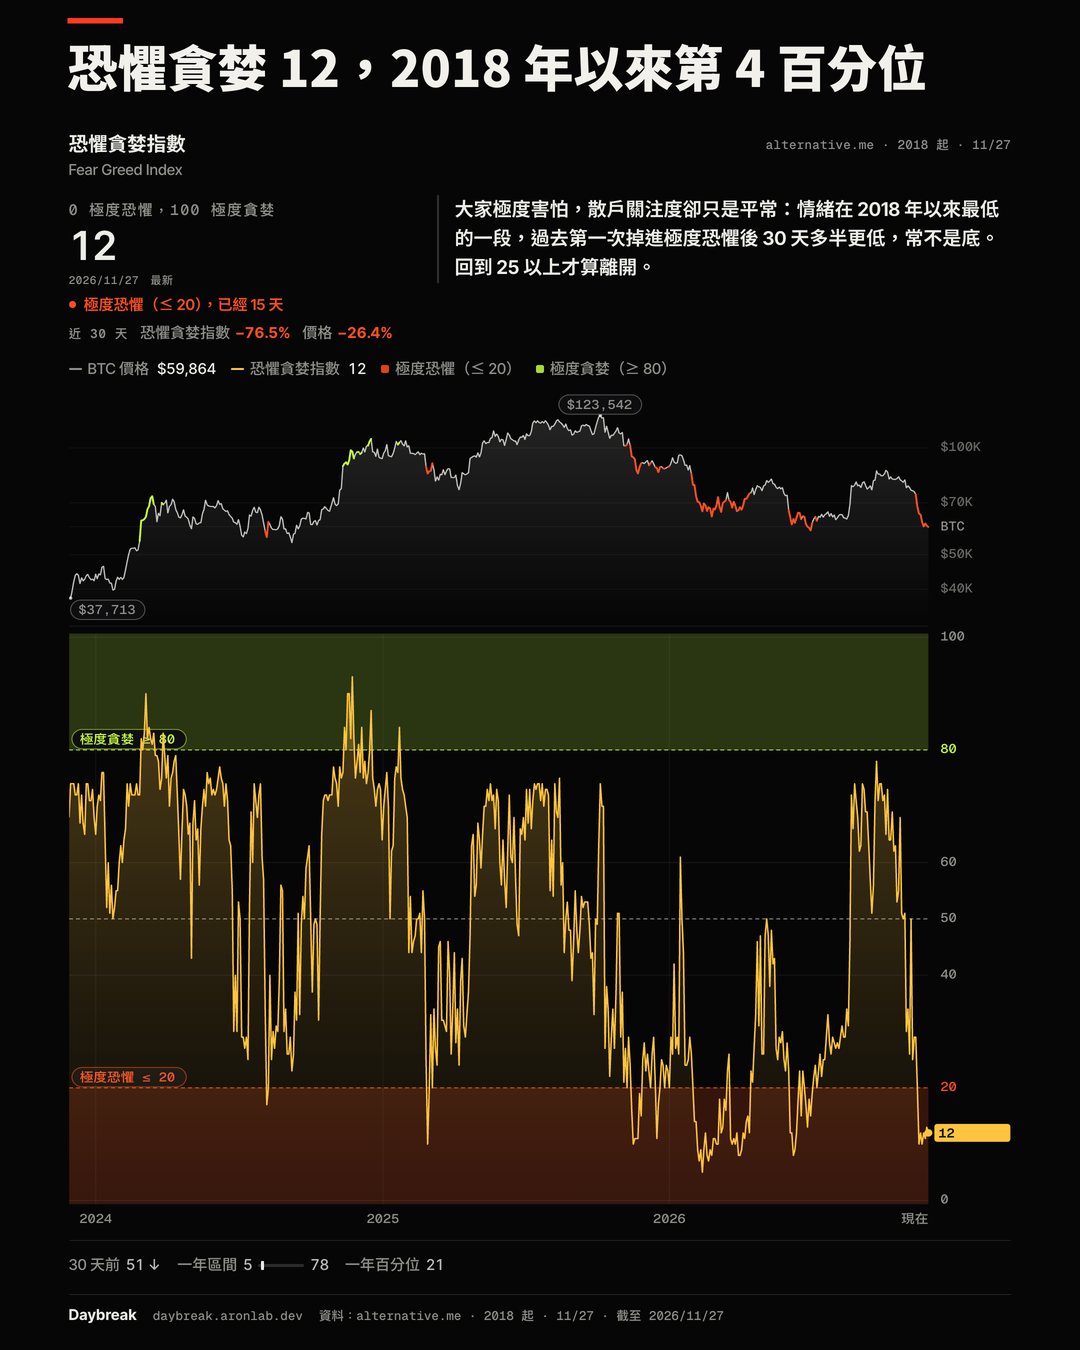 恐懼貪婪 12，2018 年以來第 4 百分位
恐懼貪婪指數
alternative.me · 2018 起 · 11/27
Fear Greed Index
0 極度恐懼，100 極度貪婪
12
2026/11/27 最新
極度恐懼（≤ 20），已經 15 天
近 30 天 恐懼貪婪指數 −76.5% 價格 −26.4%
大家極度害怕，散戶關注度卻只是平常：情緒在 2018 年以來最低
的一段，過去第一次掉進極度恐懼後 30 天多半更低，常不是底。
回到 25 以上才算離開。
BTC 價格 $59,864 恐懼貪婪指數 12 極度恐懼（≤ 20） 極度貪婪（≥ 80）
$123,542
$100K
$70K
BTC
$50K
$40K
$37,713
100
極度貪婪 ≥ 80
80
60
50
40
極度恐懼 ≤ 20
20
12
0
2024 2025 2026 現在
30 天前 51 ↓ 一年區間 5 78 一年百分位 21
Daybreak daybreak.aronlab.dev 資料：alternative.me · 2018 起 · 11/27 · 截至 2026/11/27